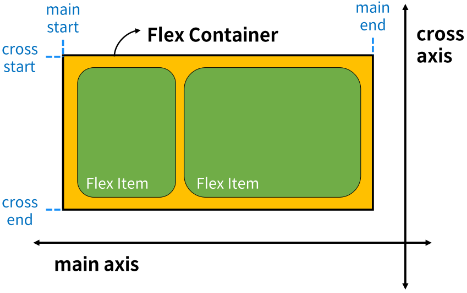 main
start
main
end
Flex Container
cross
axis
cross
start
Flex Item
Flex Item
cross
end
main axis